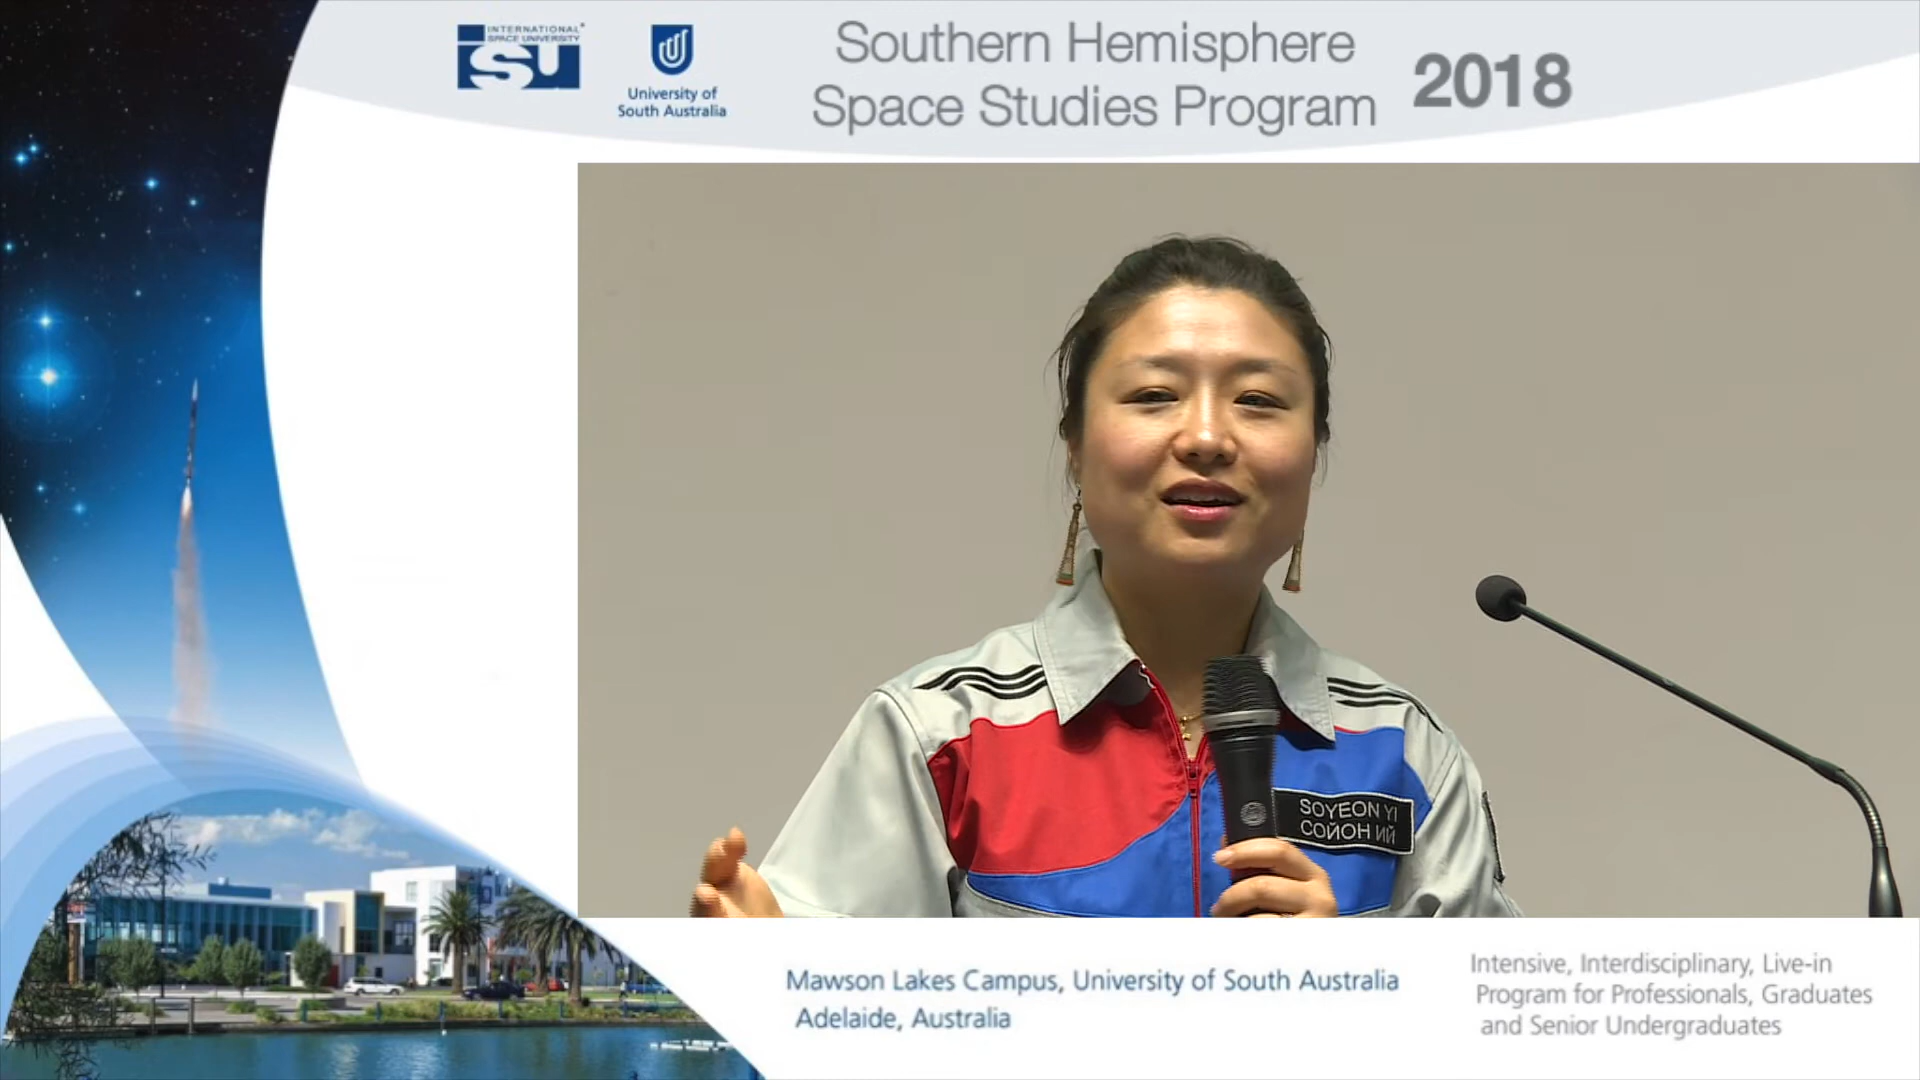 INTERNATIONAL
SPACE UNIVERSITY
isu
University of
South Australia
Southern Hemisphere
Space Studies Program
2018
SOYEON YI
СОЙОН ИЙ
Mawson Lakes Campus, University of South Australia
Adelaide, Australia
Intensive, Interdisciplinary, Live-in
Program for Professionals, Graduates
and Senior Undergraduates